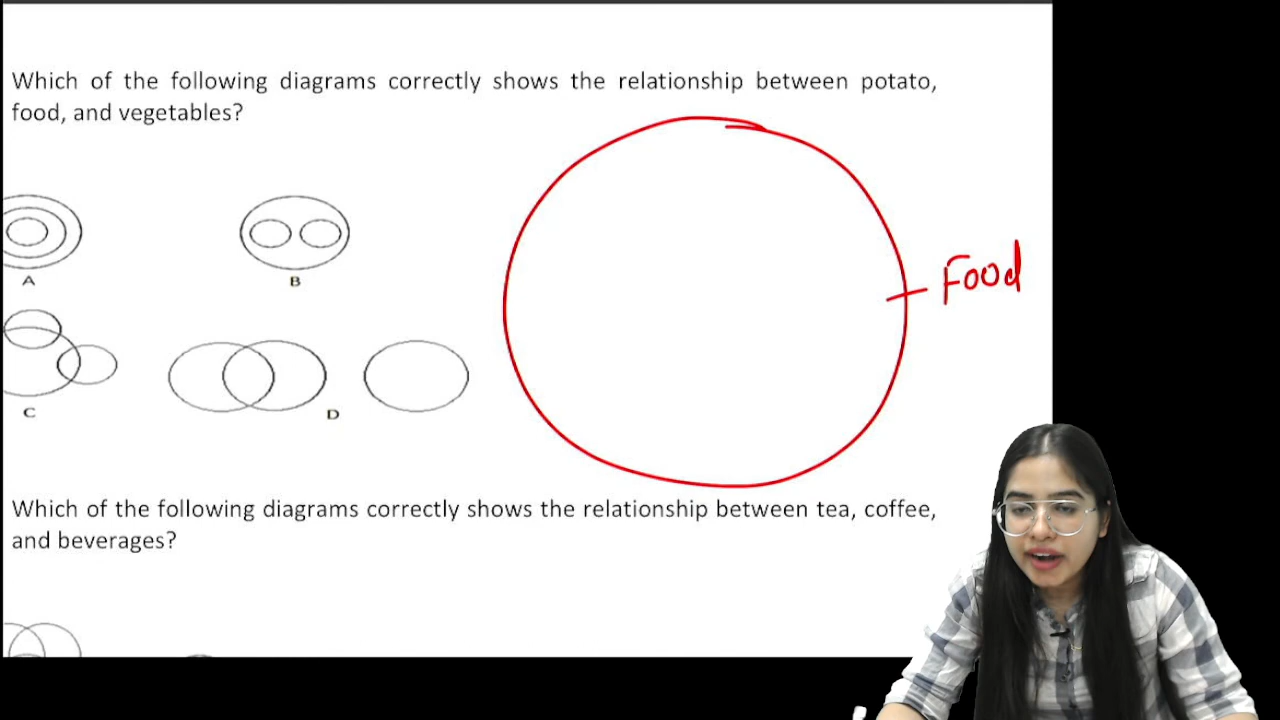 Which of the following diagrams correctly shows the relationship between potato,
food, and vegetables?
A
B
Food
C
D
Which of the following diagrams correctly shows the relationship between tea, coffee,
and beverages?